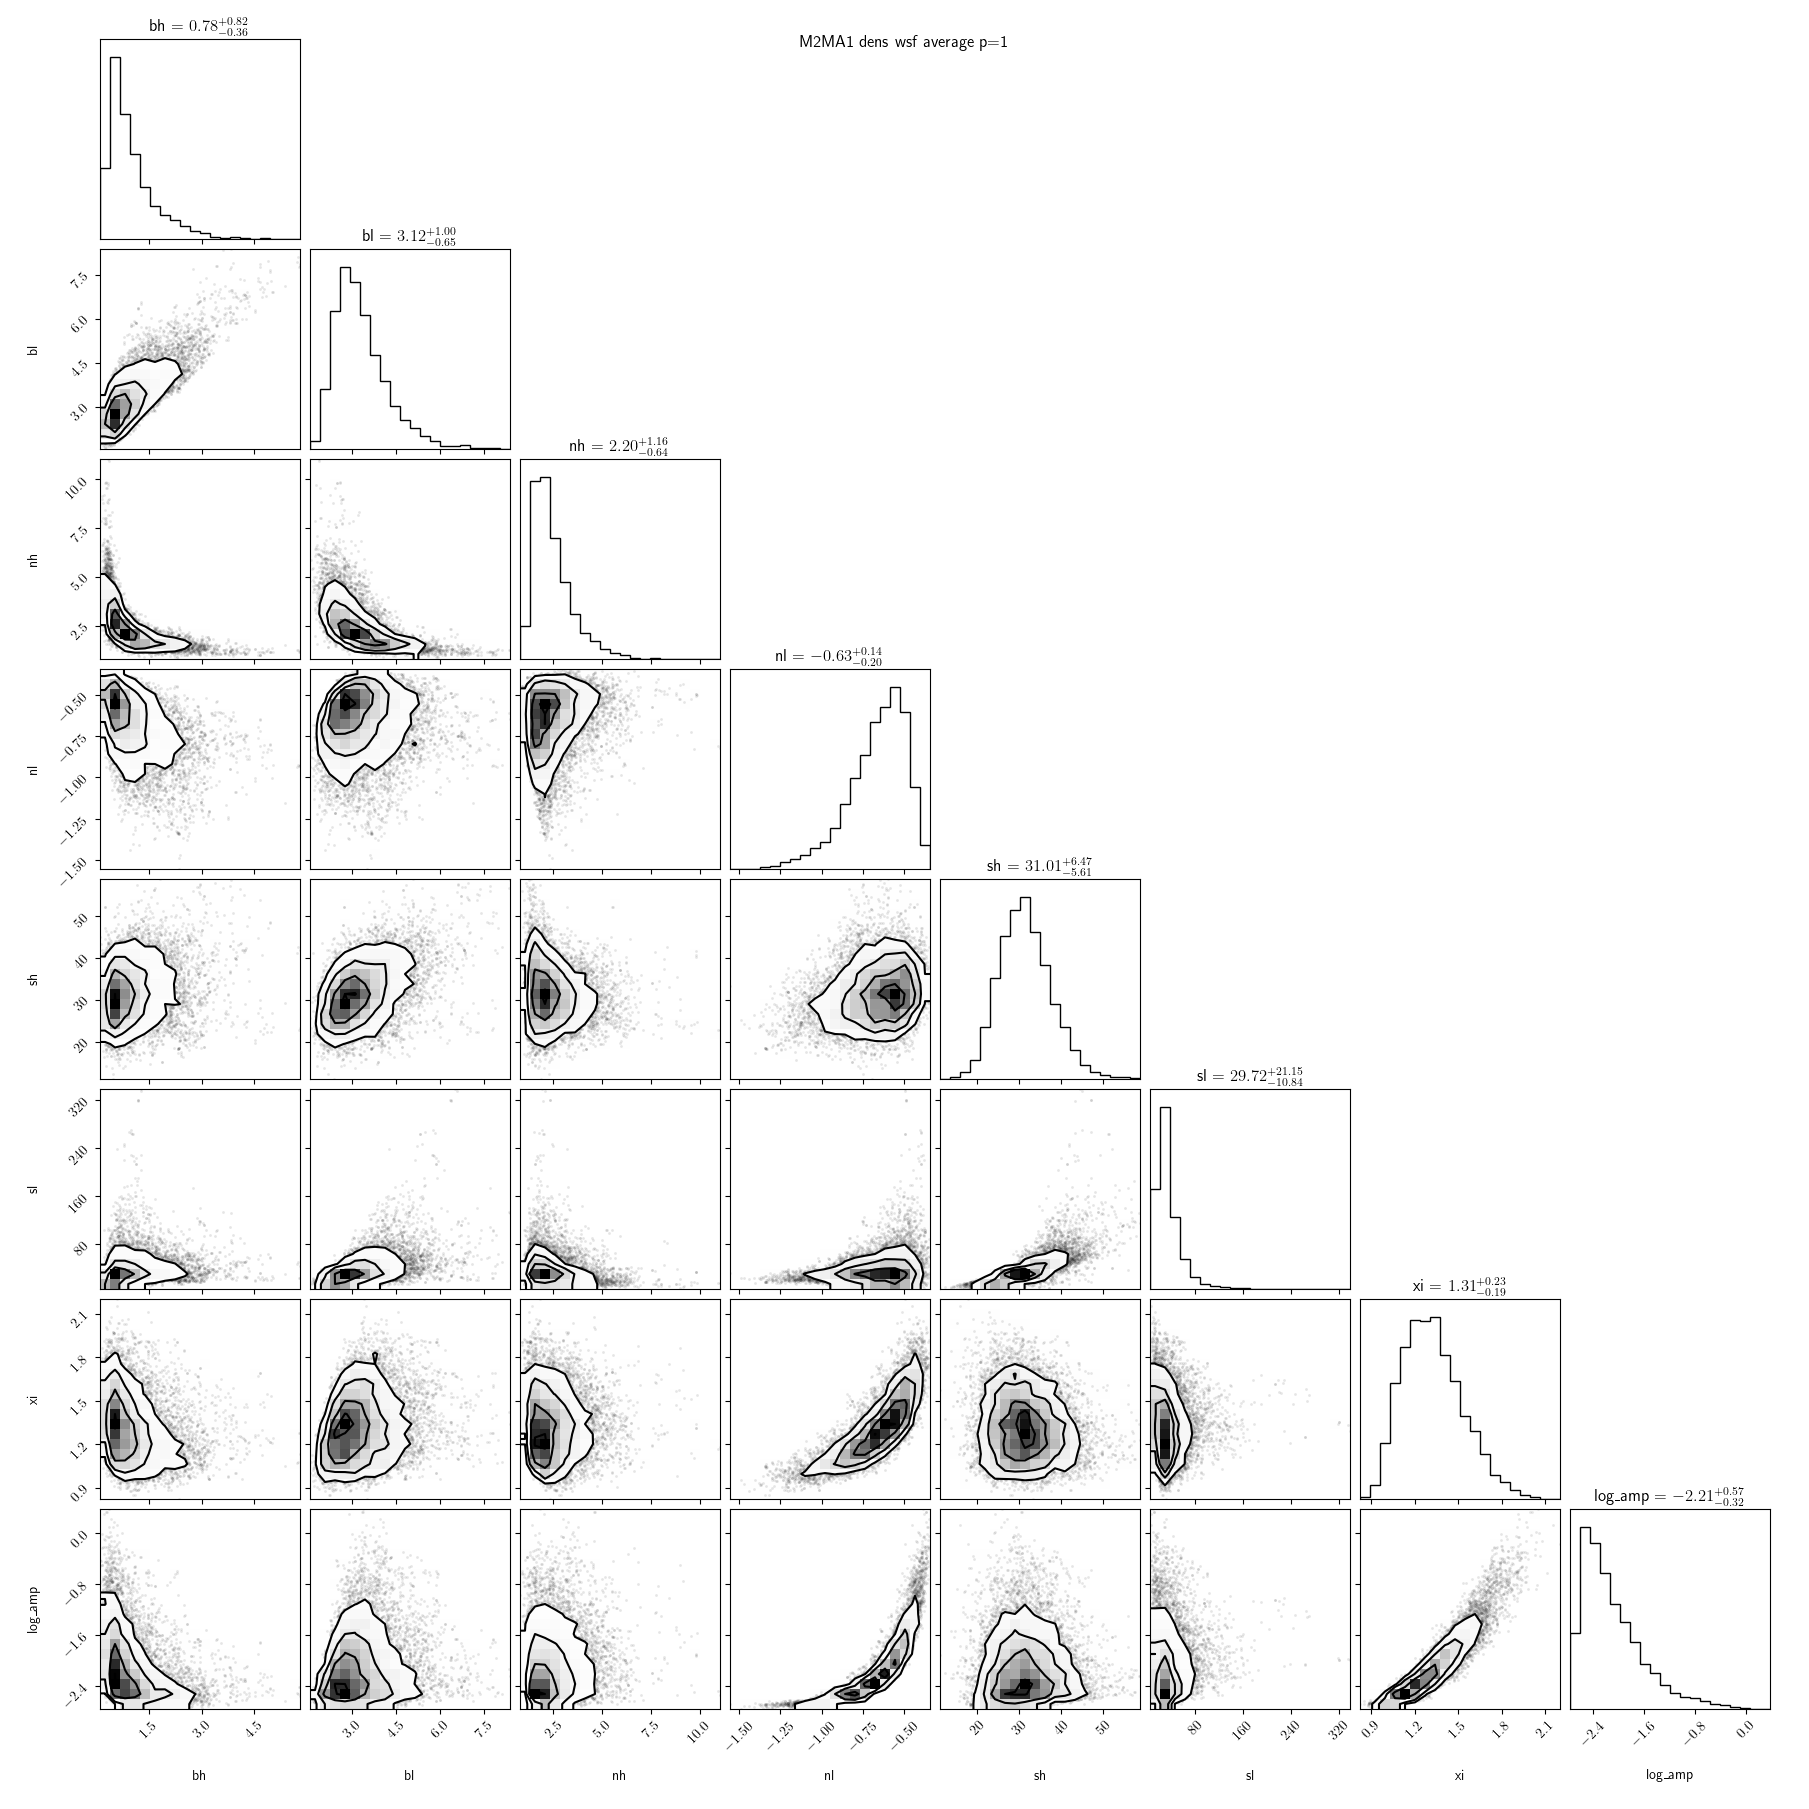 bh = 0.78^{+0.82}_{-0.36}
M2MA1 dens wsf average p=1
bl = 3.12^{+1.00}_{-0.65}
7.5
6.0
bl
4.5
3.0
nh = 2.20^{+1.16}_{-0.64}
10.0
7.5
nh
5.0
2.5
nl = −0.63^{+0.14}_{-0.20}
−0.50
−0.75
nl
−1.00
−1.25
−1.50
sh = 31.01^{+6.47}_{-5.61}
50
40
sh
30
20
sl = 29.72^{+21.15}_{-10.84}
320
240
sl
160
80
xi = 1.31^{+0.23}_{-0.19}
2.1
1.8
xi
1.5
1.2
0.9
log_amp = −2.21^{+0.57}_{-0.32}
0.0
−0.8
log_amp
−1.6
−2.4
1.5 3.0 4.5 3.0 4.5 6.0 7.5 2.5 5.0 7.5 10.0 −1.50 −1.25 −1.00 −0.75 −0.50 20 30 40 50 80 160 240 320 0.9 1.2 1.5 1.8 2.1 −2.4 −1.6 −0.8 0.0
bh bl nh nl sh sl xi log_amp